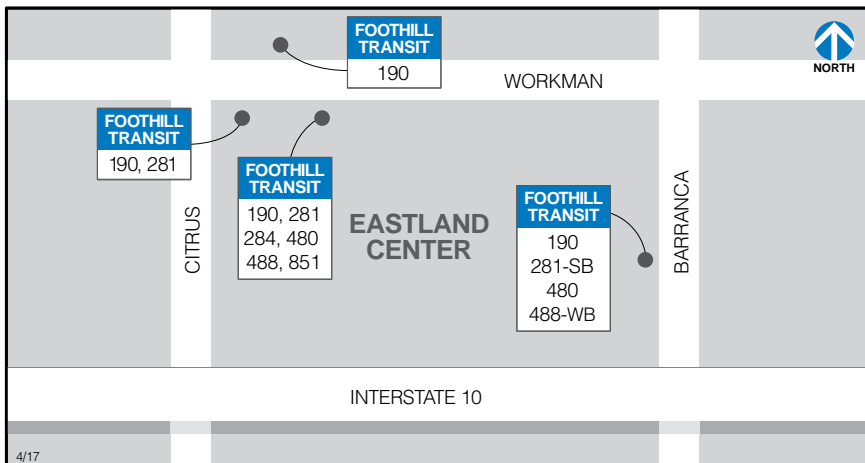 FOOTHILL
TRANSIT
190
NORTH
WORKMAN
FOOTHILL
TRANSIT
190, 281
FOOTHILL
TRANSIT
190, 281
284, 480
488, 851
EASTLAND
CENTER
FOOTHILL
TRANSIT
190
281-SB
480
488-WB
CITRUS
BARRANCA
INTERSTATE 10
4/17